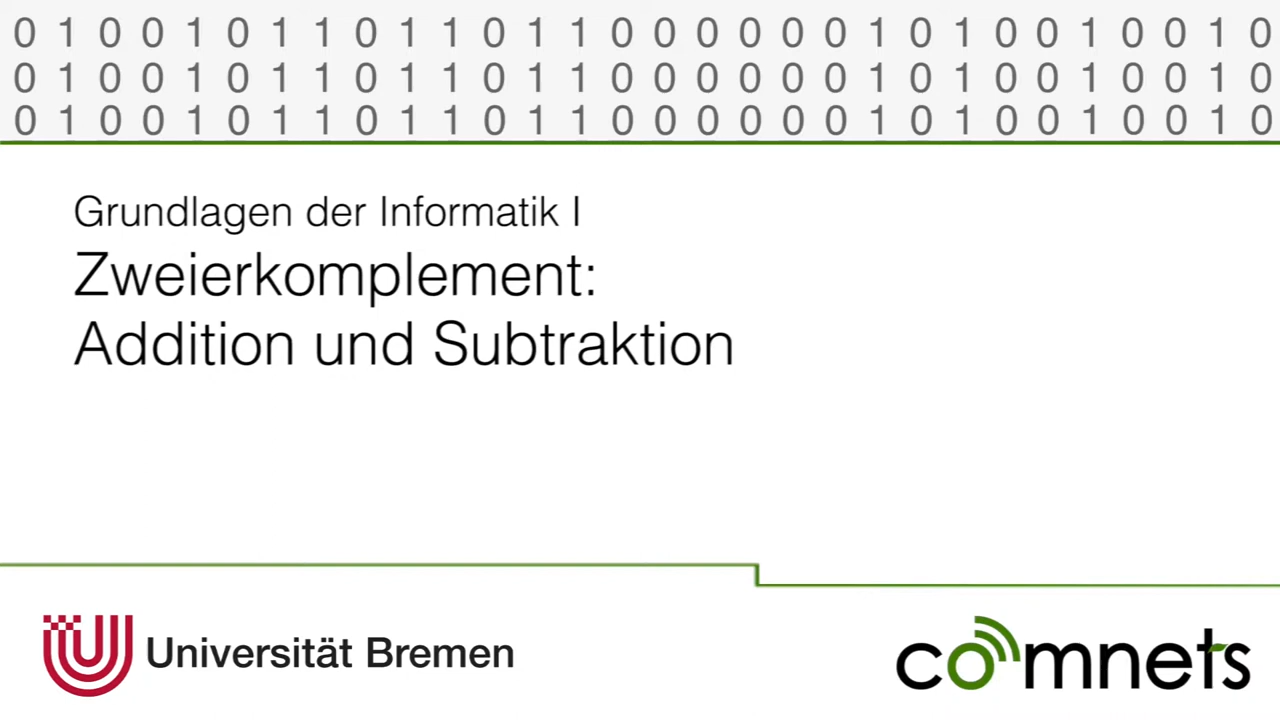 0 1 0 0 1 0 1 1 0 1 1 0 1 1 0 0 0 0 0 0 1 0 1 0 0 1 0 0 1 0
0 1 0 0 1 0 1 1 0 1 1 0 1 1 0 0 0 0 0 0 1 0 1 0 0 1 0 0 1 0
0 1 0 0 1 0 1 1 0 1 1 0 1 1 0 0 0 0 0 0 1 0 1 0 0 1 0 0 1 0
Grundlagen der Informatik I
Zweierkomplement:
Addition und Subtraktion
Universität Bremen
comnets